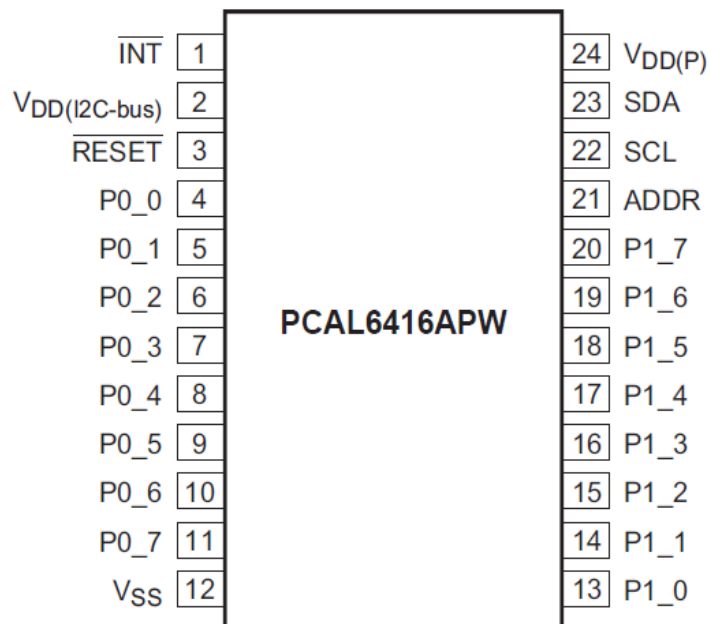 INT 1 24 VDD(P)
VDD(I2C-bus) 2 23 SDA
RESET 3 22 SCL
P0_0 4 21 ADDR
P0_1 5 20 P1_7
P0_2 6 19 P1_6
PCAL6416APW
P0_3 7 18 P1_5
P0_4 8 17 P1_4
P0_5 9 16 P1_3
P0_6 10 15 P1_2
P0_7 11 14 P1_1
VSS 12 13 P1_0